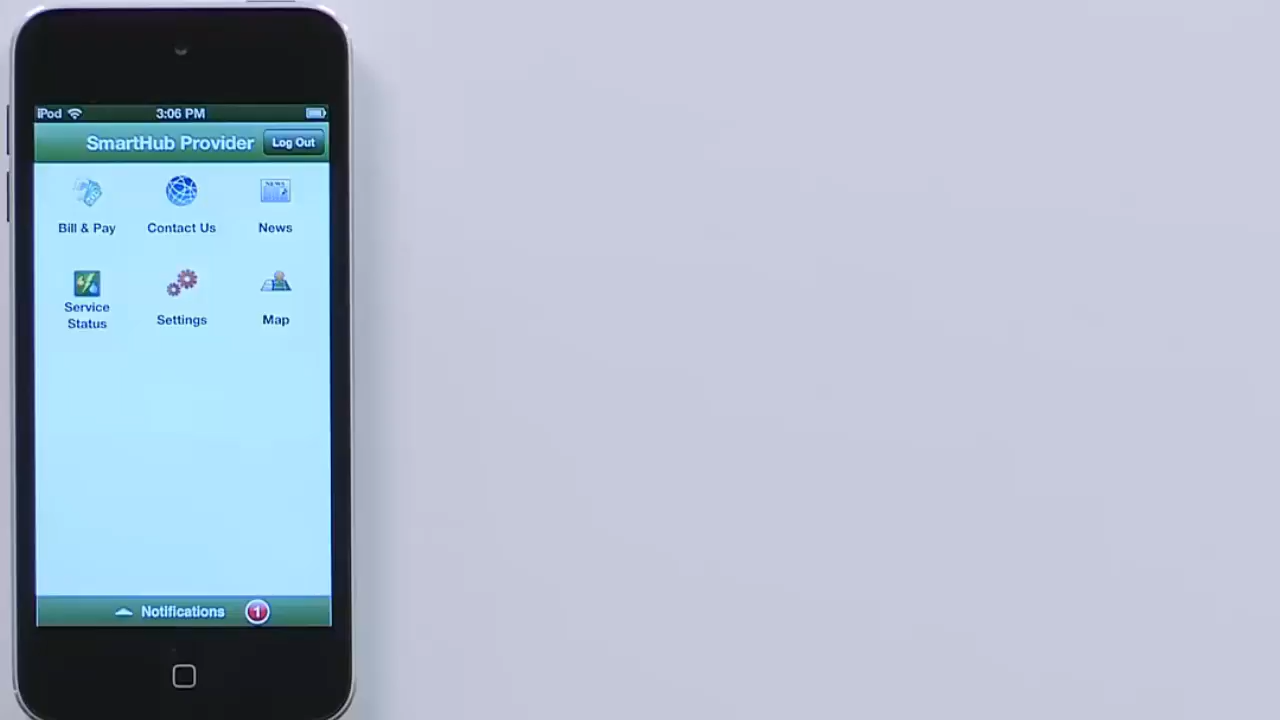 iPod 3:06 PM
SmartHub Provider Log Out
Bill & Pay Contact Us News
NEWS
Service
Status
Settings Map
Notifications 1